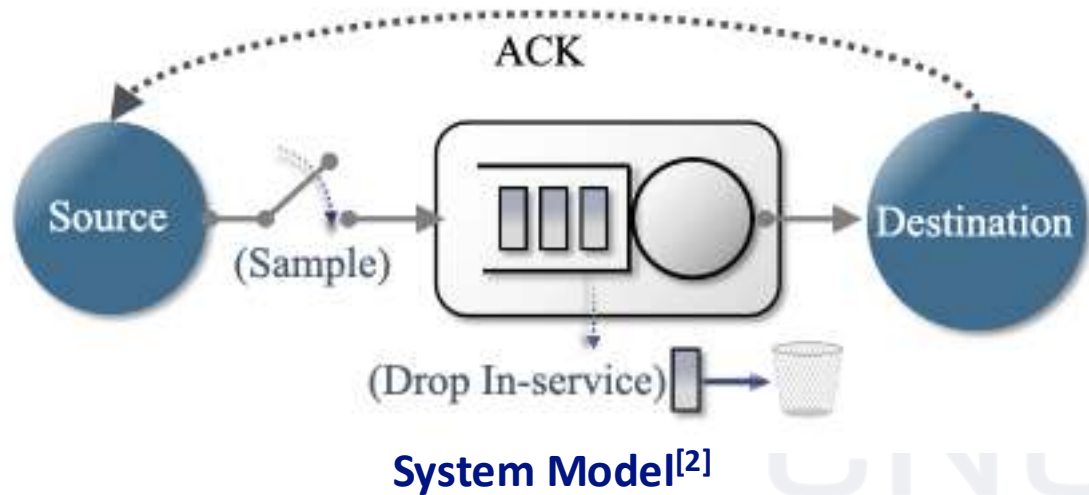 ACK
Source
(Sample)
Destination
(Drop In-service)
System Model[2]